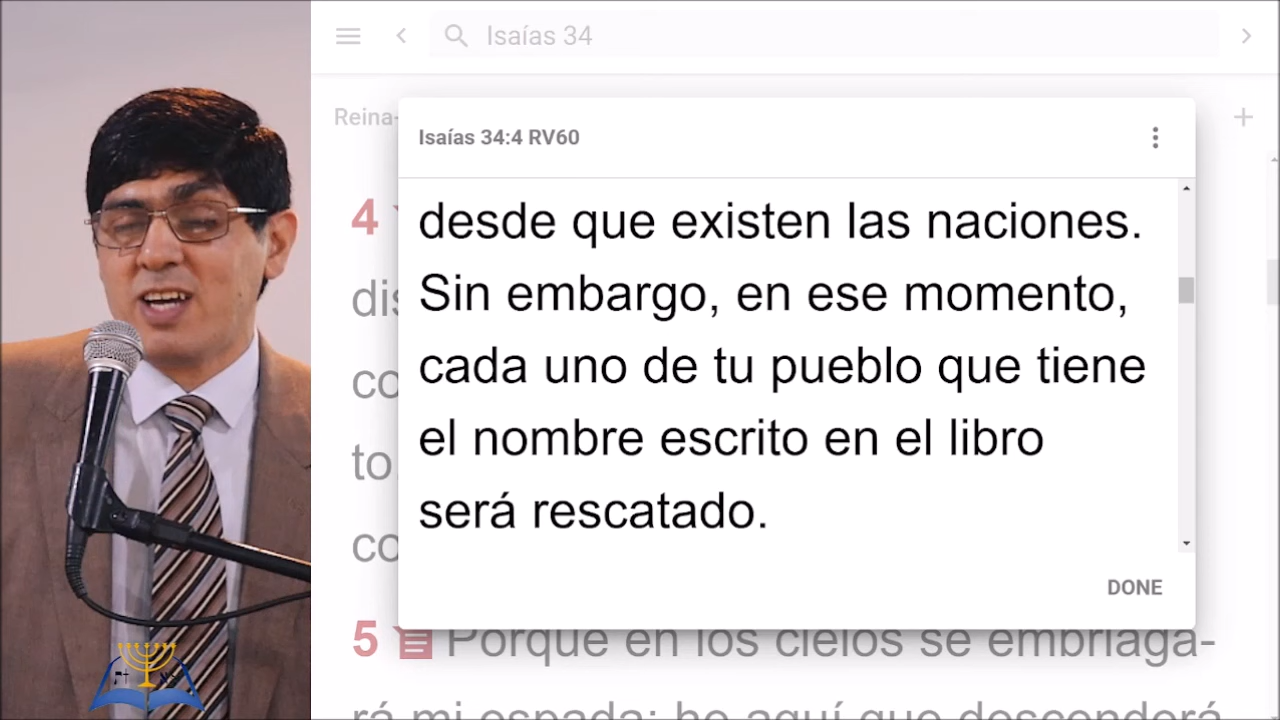 Isaías 34
Reina-
Isaías 34:4 RV60
4
desde que existen las naciones.
Sin embargo, en ese momento,
dis
cada uno de tu pueblo que tiene
co
el nombre escrito en el libro
to
será rescatado.
co
DONE
5 Porque en los cielos se embriaga-
rá mi espada; he aquí que descenderá